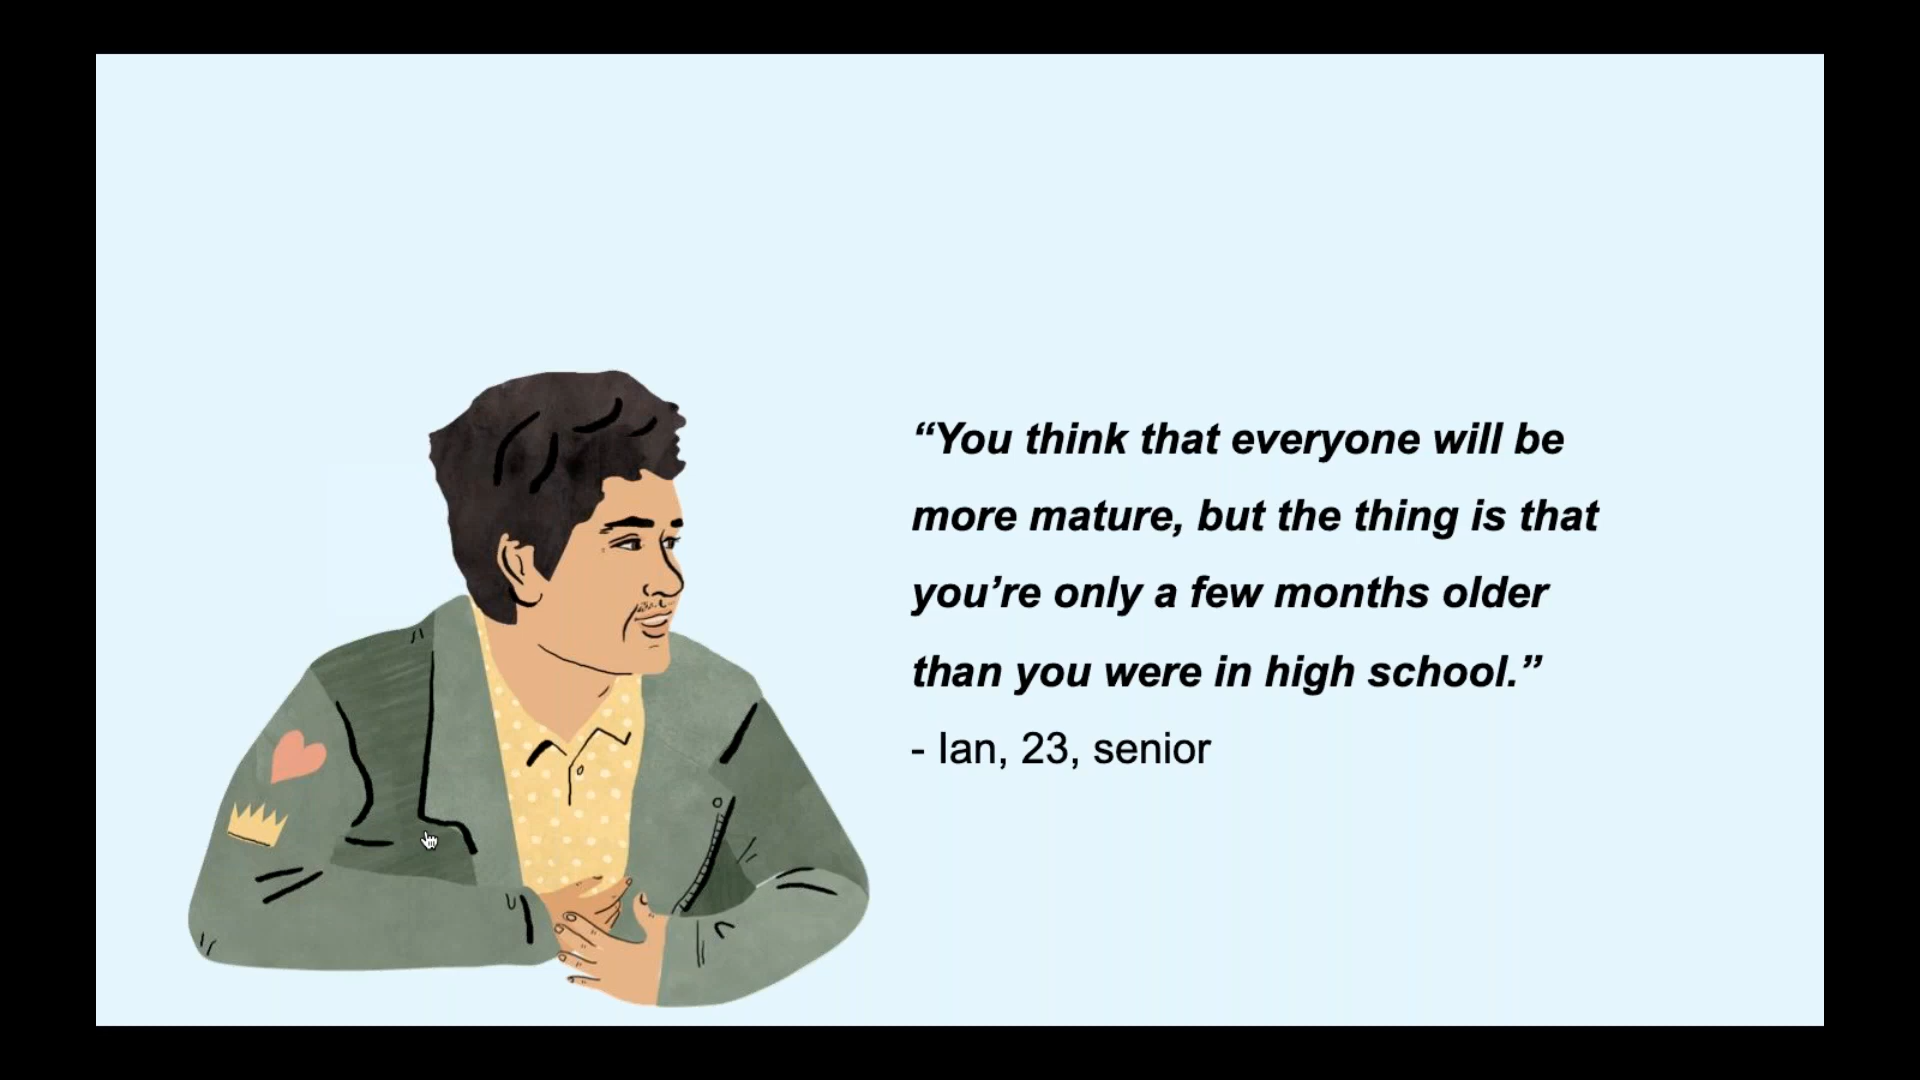 “You think that everyone will be
more mature, but the thing is that
you’re only a few months older
than you were in high school.”
- Ian, 23, senior